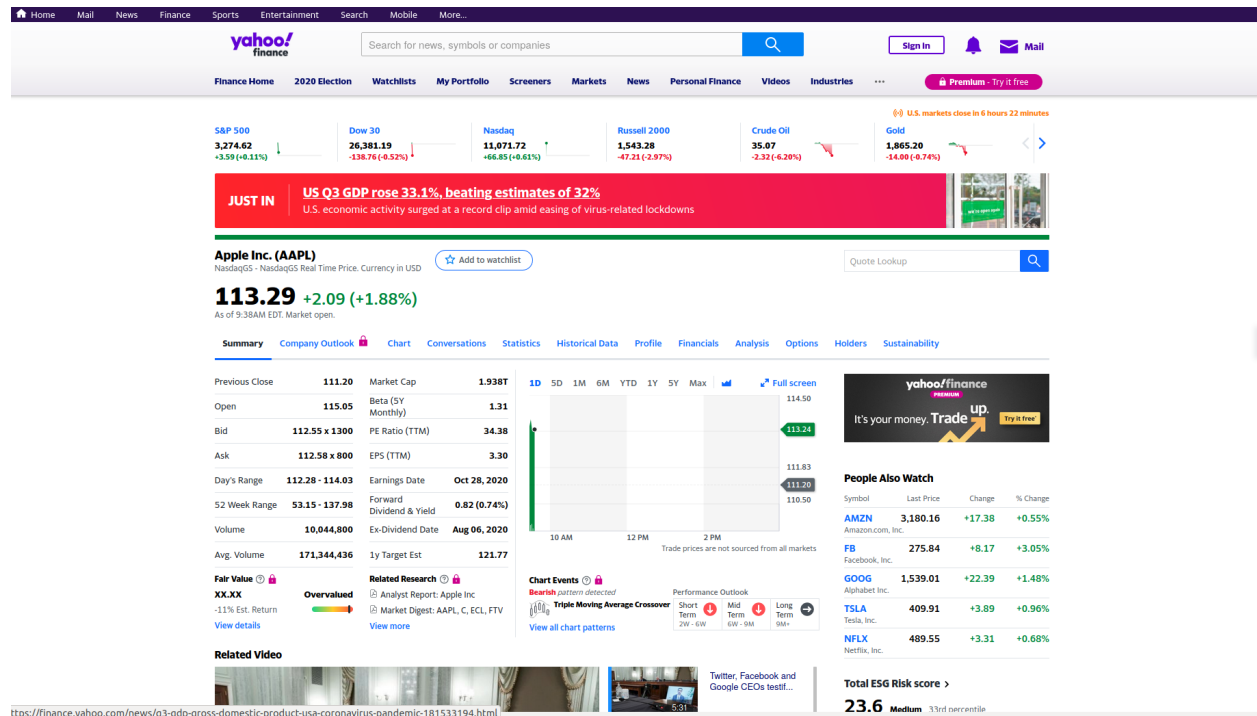 Home Mail News Finance Sports Entertainment Search Mobile More...
yahoo!
finance
Search for news, symbols or companies
Sign in
Mail
Finance Home 2020 Election Watchlists My Portfolio Screeners Markets News Personal Finance Videos Industries ...
Premium - Try it free
U.S. markets close in 6 hours 22 minutes
S&P 500 Dow 30 Nasdaq Russell 2000 Crude Oil Gold
3,274.62 26,381.19 11,071.72 1,543.28 35.07 1,865.20
+3.59 (+0.11%) -138.76 (-0.52%) +66.85 (+0.61%) -47.21 (-2.97%) -2.32 (-6.20%) -14.00 (-0.74%)
JUST IN
US Q3 GDP rose 33.1%, beating estimates of 32%
U.S. economic activity surged at a record clip amid easing of virus-related lockdowns
Apple Inc. (AAPL)
NasdaqGS - NasdaqGS Real Time Price. Currency in USD
Add to watchlist
Quote Lookup
113.29 +2.09 (+1.88%)
As of 9:38AM EDT. Market open.
Summary Company Outlook Chart Conversations Statistics Historical Data Profile Financials Analysis Options Holders Sustainability
Previous Close 111.20
Open 115.05
Bid 112.55 x 1300
Ask 112.58 x 800
Day's Range 112.28 - 114.03
52 Week Range 53.15 - 137.98
Volume 10,044,800
Avg. Volume 171,344,436
Market Cap 1.938T
Beta (5Y
Monthly) 1.31
PE Ratio (TTM) 34.38
EPS (TTM) 3.30
Earnings Date Oct 28, 2020
Forward
Dividend & Yield 0.82 (0.74%)
Ex-Dividend Date Aug 06, 2020
1y Target Est 121.77
Fair Value
XX.XX Overvalued
-11% Est. Return
View details
Related Research
Analyst Report: Apple Inc
Market Digest: AAPL, C, ECL, FTV
View more
1D 5D 1M 6M YTD 1Y 5Y Max
Full screen
114.50
113.24
111.83
111.20
110.50
10 AM 12 PM 2 PM
Trade prices are not sourced from all markets
Chart Events
Bearish pattern detected
Triple Moving Average Crossover
View all chart patterns
Performance Outlook
Short
Term
2W - 6W
Mid
Term
6W - 9M
Long
Term
9M+
yahoo!finance
PREMIUM
It's your money. Trade up.
Try it free*
People Also Watch
Symbol Last Price Change % Change
AMZN 3,180.16 +17.38 +0.55%
Amazon.com, Inc.
FB 275.84 +8.17 +3.05%
Facebook, Inc.
GOOG 1,539.01 +22.39 +1.48%
Alphabet Inc.
TSLA 409.91 +3.89 +0.96%
Tesla, Inc.
NFLX 489.55 +3.31 +0.68%
Netflix, Inc.
Related Video
5:31
Twitter, Facebook and
Google CEOs testif...
Total ESG Risk score
23.6 Medium 33rd percentile
ttps://finance.yahoo.com/news/q3-gdp-gross-domestic-product-usa-coronavirus-pandemic-181533194.html